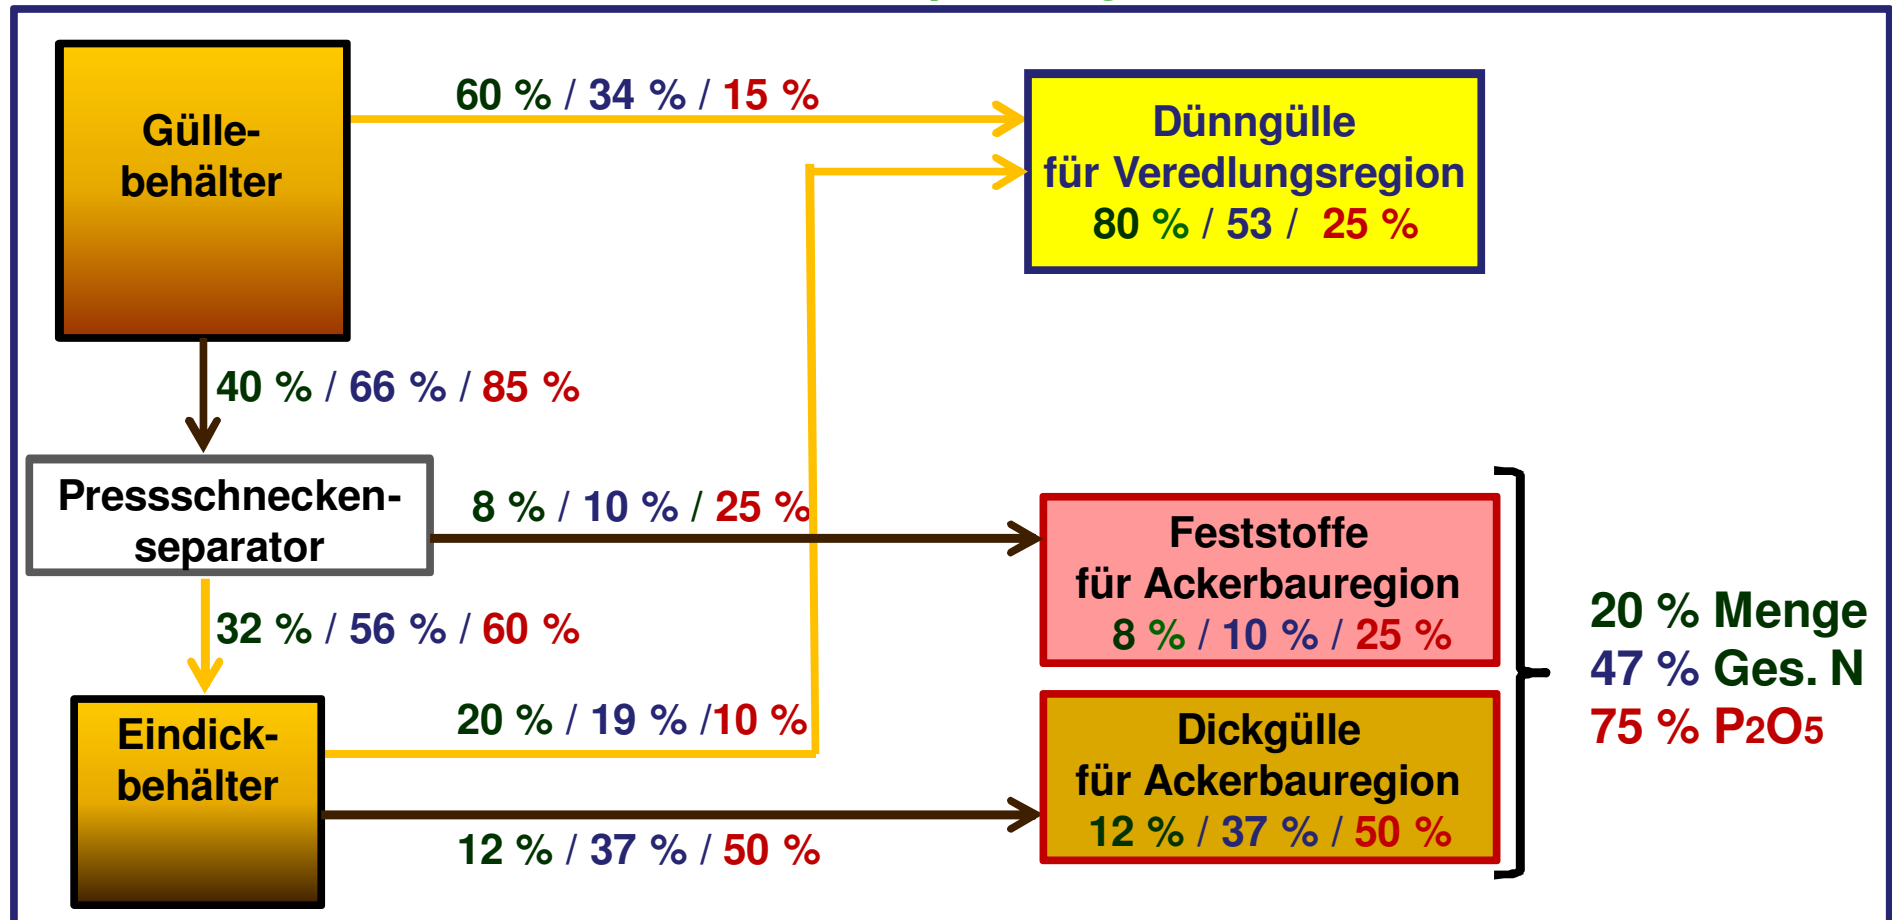 Gülle-
behälter
60 % / 34 % / 15 %
Dünngülle
für Veredlungsregion
80 % / 53 / 25 %
40 % / 66 % / 85 %
Pressschnecken-
separator
8 % / 10 % / 25 %
Feststoffe
für Ackerbauregion
8 % / 10 % / 25 %
32 % / 56 % / 60 %
20 % Menge
47 % Ges. N
75 % P2O5
Eindick-
behälter
20 % / 19 % /10 %
Dickgülle
für Ackerbauregion
12 % / 37 % / 50 %
12 % / 37 % / 50 %